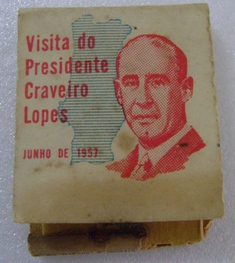 Visita do
Presidente
Craveiro
Lopes
JUNHO DE 1957